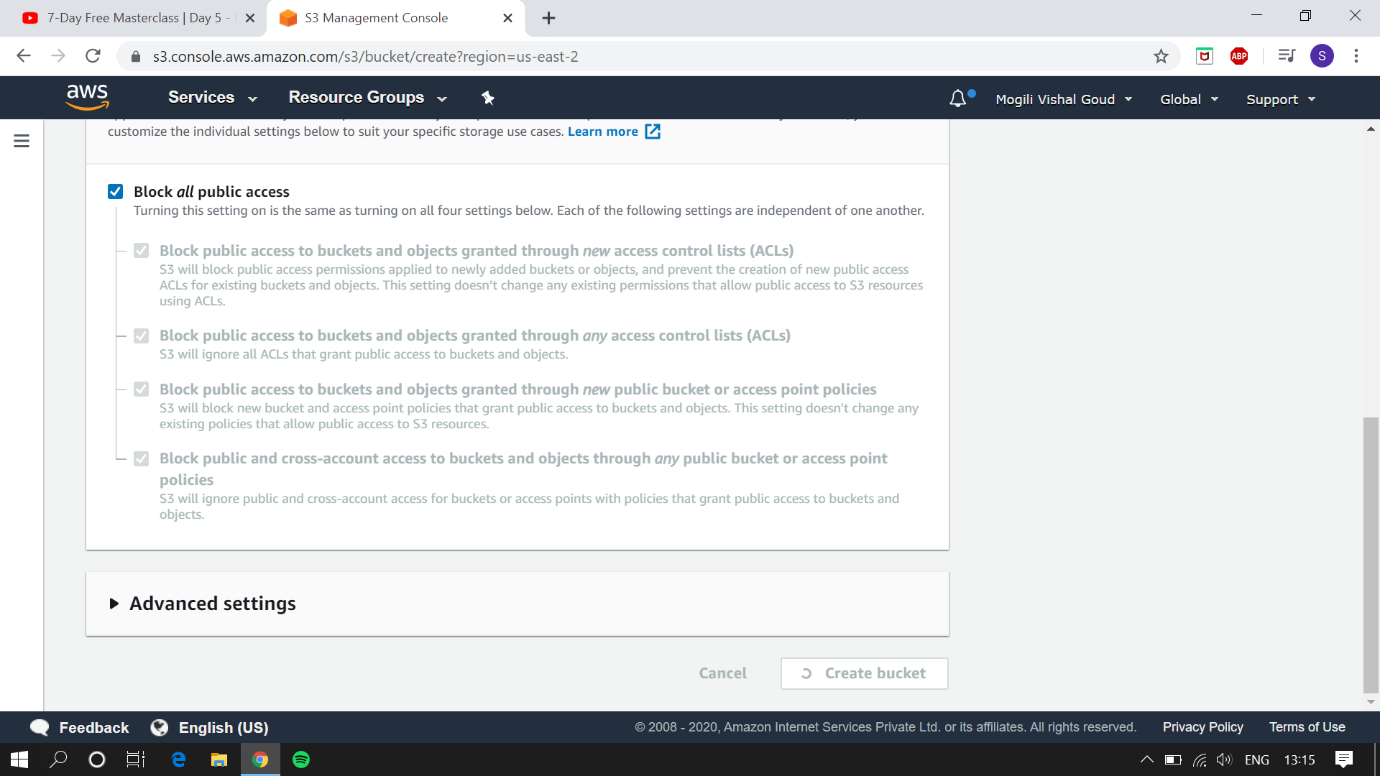 7-Day Free Masterclass | Day 5 -
S3 Management Console
s3.console.aws.amazon.com/s3/bucket/create?region=us-east-2
ABP
S
aws
Services
Resource Groups
Mogili Vishal Goud
Global
Support
customize the individual settings below to suit your specific storage use cases. Learn more
Block all public access
Turning this setting on is the same as turning on all four settings below. Each of the following settings are independent of one another.
Block public access to buckets and objects granted through new access control lists (ACLs)
S3 will block public access permissions applied to newly added buckets or objects, and prevent the creation of new public access
ACLs for existing buckets and objects. This setting doesn't change any existing permissions that allow public access to S3 resources
using ACLs.
Block public access to buckets and objects granted through any access control lists (ACLs)
S3 will ignore all ACLs that grant public access to buckets and objects.
Block public access to buckets and objects granted through new public bucket or access point policies
S3 will block new bucket and access point policies that grant public access to buckets and objects. This setting doesn't change any
existing policies that allow public access to S3 resources.
Block public and cross-account access to buckets and objects through any public bucket or access point
policies
S3 will ignore public and cross-account access for buckets or access points with policies that grant public access to buckets and
objects.
Advanced settings
Cancel
Create bucket
Feedback
English (US)
© 2008 - 2020, Amazon Internet Services Private Ltd. or its affiliates. All rights reserved.
Privacy Policy
Terms of Use
ENG
13:15